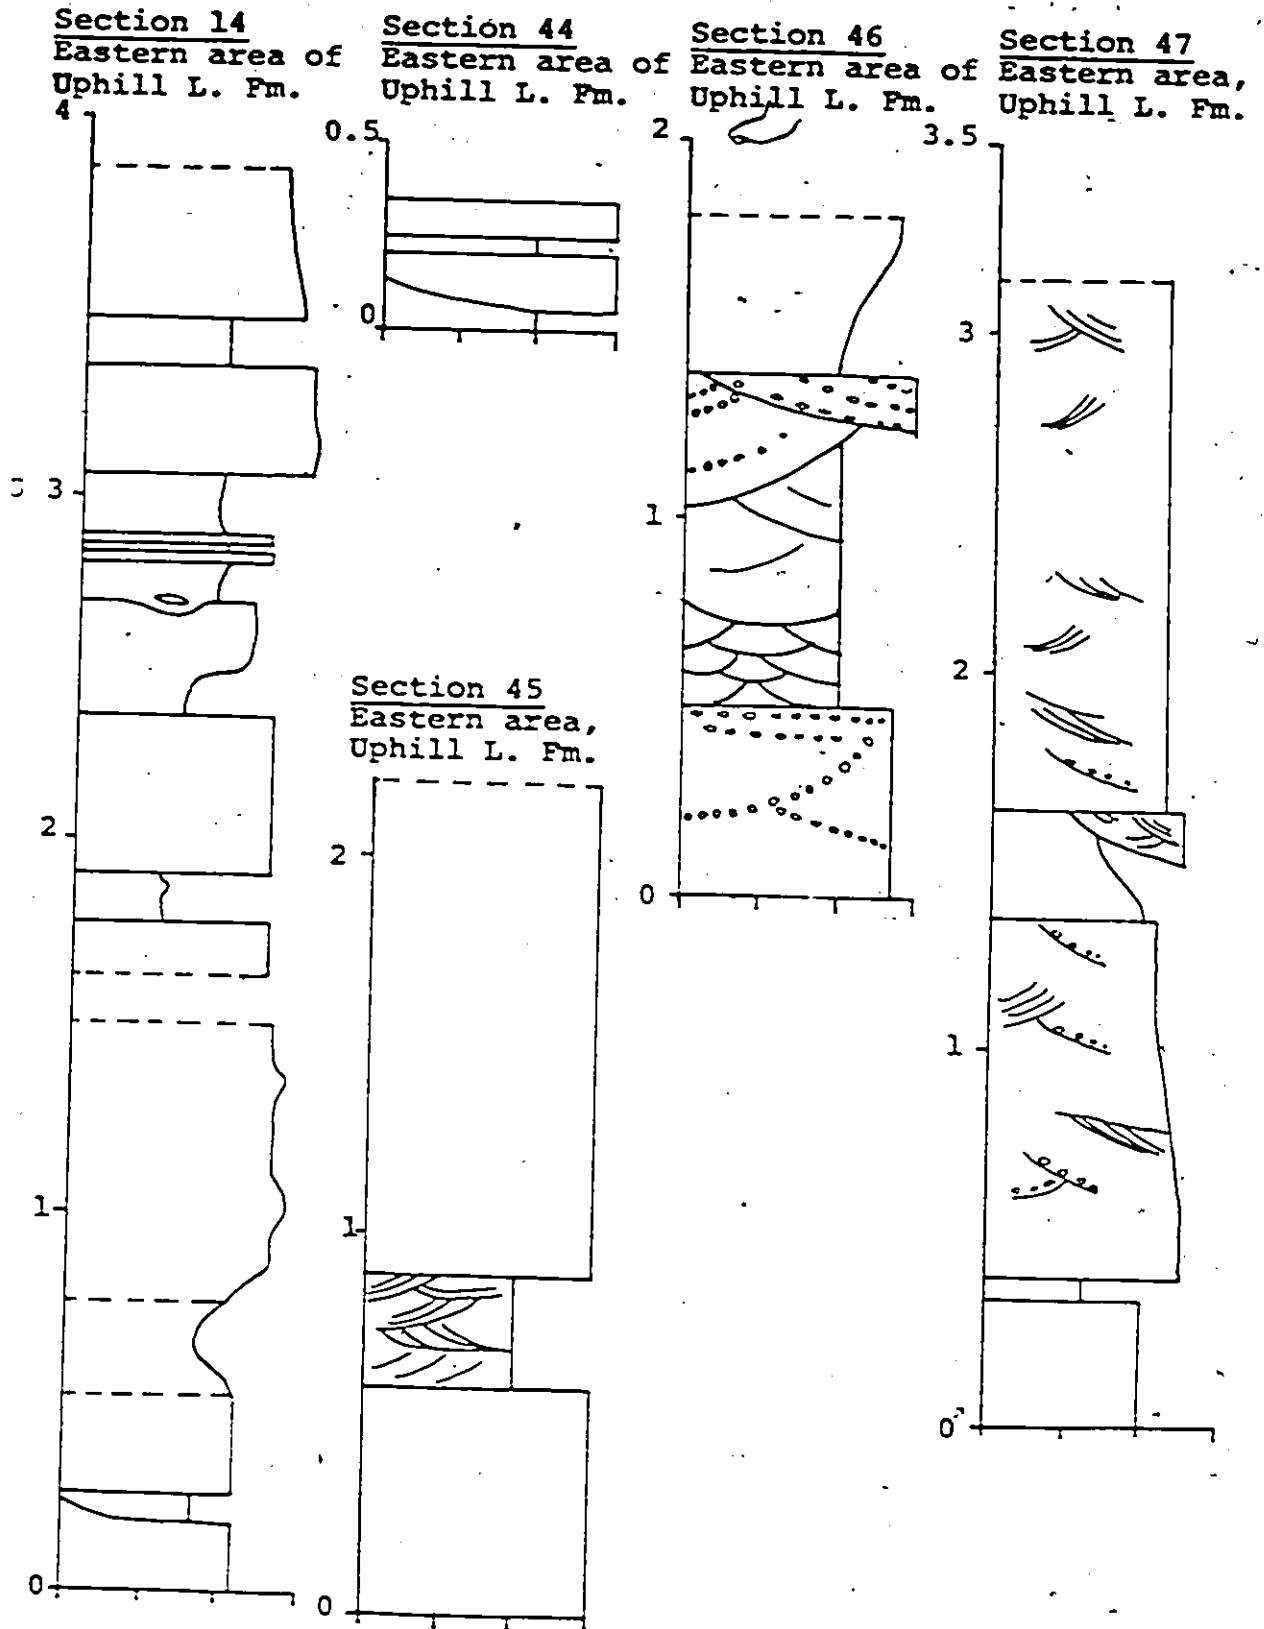 Section 14
Eastern area of
Uphill L. Fm.
4
3
2
1
0
Section 44
Eastern area of
Uphill L. Fm.
0.5
0
Section 45
Eastern area,
Uphill L. Fm.
2
1
0
Section 46
Eastern area of
Uphill L. Fm.
2
1
0
Section 47
Eastern area,
Uphill L. Fm.
3.5
3
2
1
0